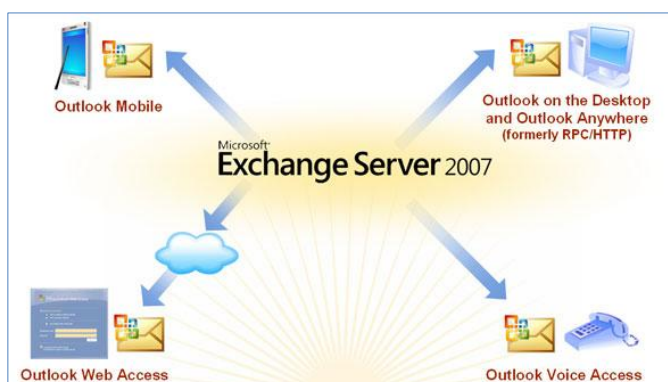 Outlook Mobile
Outlook on the Desktop
and Outlook Anywhere
(formerly RPC/HTTP)
Microsoft
Exchange Server 2007
Outlook Web Access
Outlook Voice Access